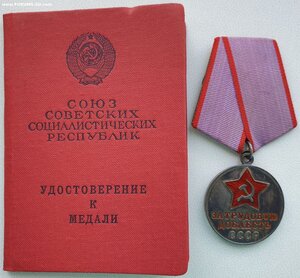 СОЮЗ
СОВЕТСКИХ
СОЦИАЛИСТИЧЕСКИХ
РЕСПУБЛИК
УДОСТОВЕРЕНИЕ
К
МЕДАЛИ
ЗА ТРУДОВУЮ
ДОБЛЕСТЬ
СССР